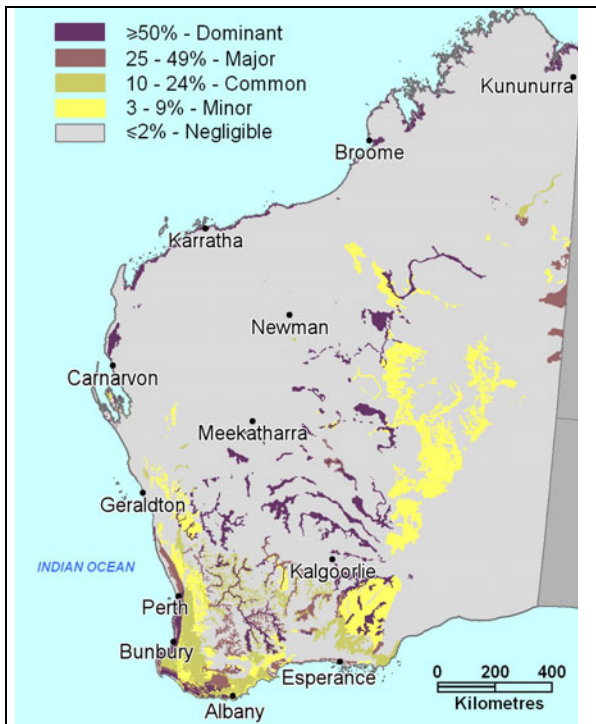 ⩾50% - Dominant
25 - 49% - Major
10 - 24% - Common
3 - 9% - Minor
⩽2% - Negligible
Kununurra
Broome
Karratha
Newman
Carnarvon
Meekatharra
Geraldton
INDIAN OCEAN
Kalgoorlie
Perth
Bunbury
Esperance
Albany
0 200 400
Kilometres